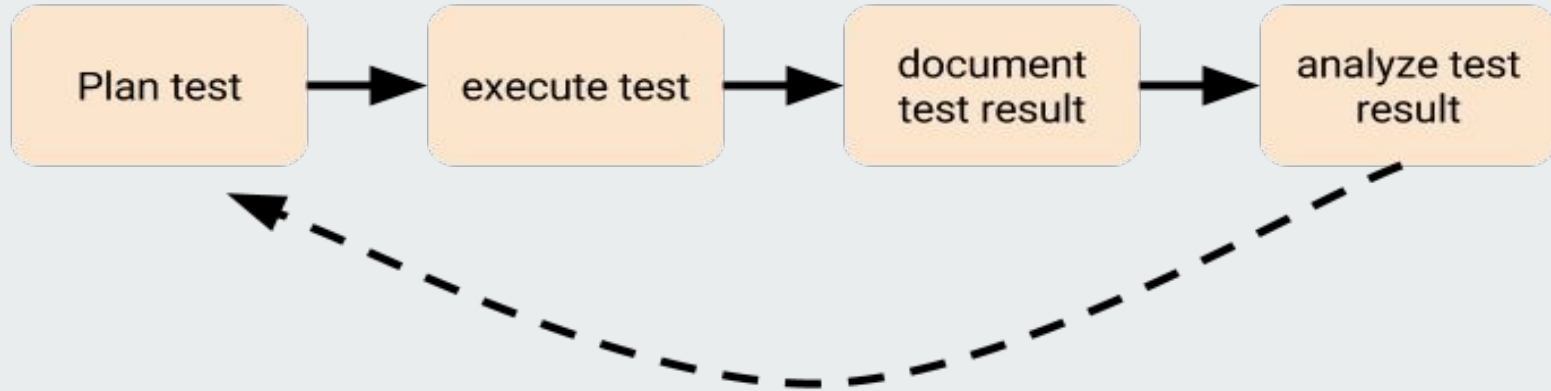 Plan test
execute test
document
test result
analyze test
result